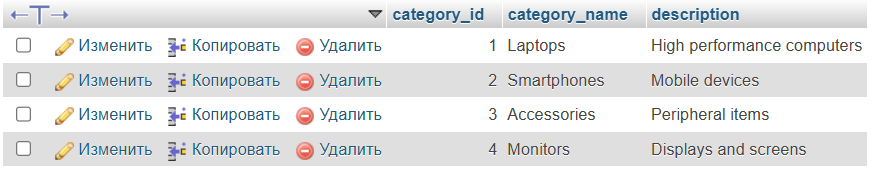 ←T→ category_id category_name description
Изменить Копировать Удалить 1 Laptops High performance computers
Изменить Копировать Удалить 2 Smartphones Mobile devices
Изменить Копировать Удалить 3 Accessories Peripheral items
Изменить Копировать Удалить 4 Monitors Displays and screens